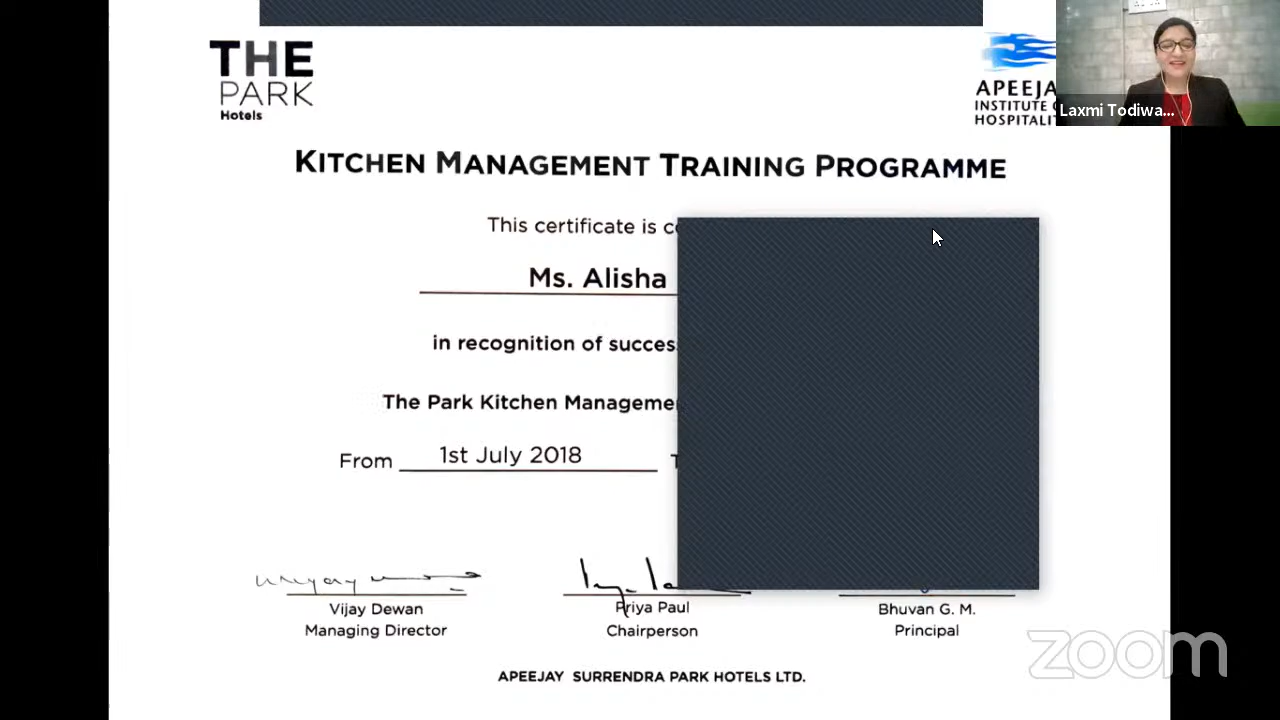 THE
PARK
Hotels
APEEJA
INSTITUTE
HOSPITALI
Laxmi Todiwa...
KITCHEN MANAGEMENT TRAINING PROGRAMME
This certificate is
Ms. Alisha
in recognition of succes
The Park Kitchen Manageme
From 1st July 2018
Vijay Dewan
Managing Director
Priya Paul
Chairperson
Bhuvan G. M.
Principal
zoom
APEEJAY SURRENDRA PARK HOTELS LTD.